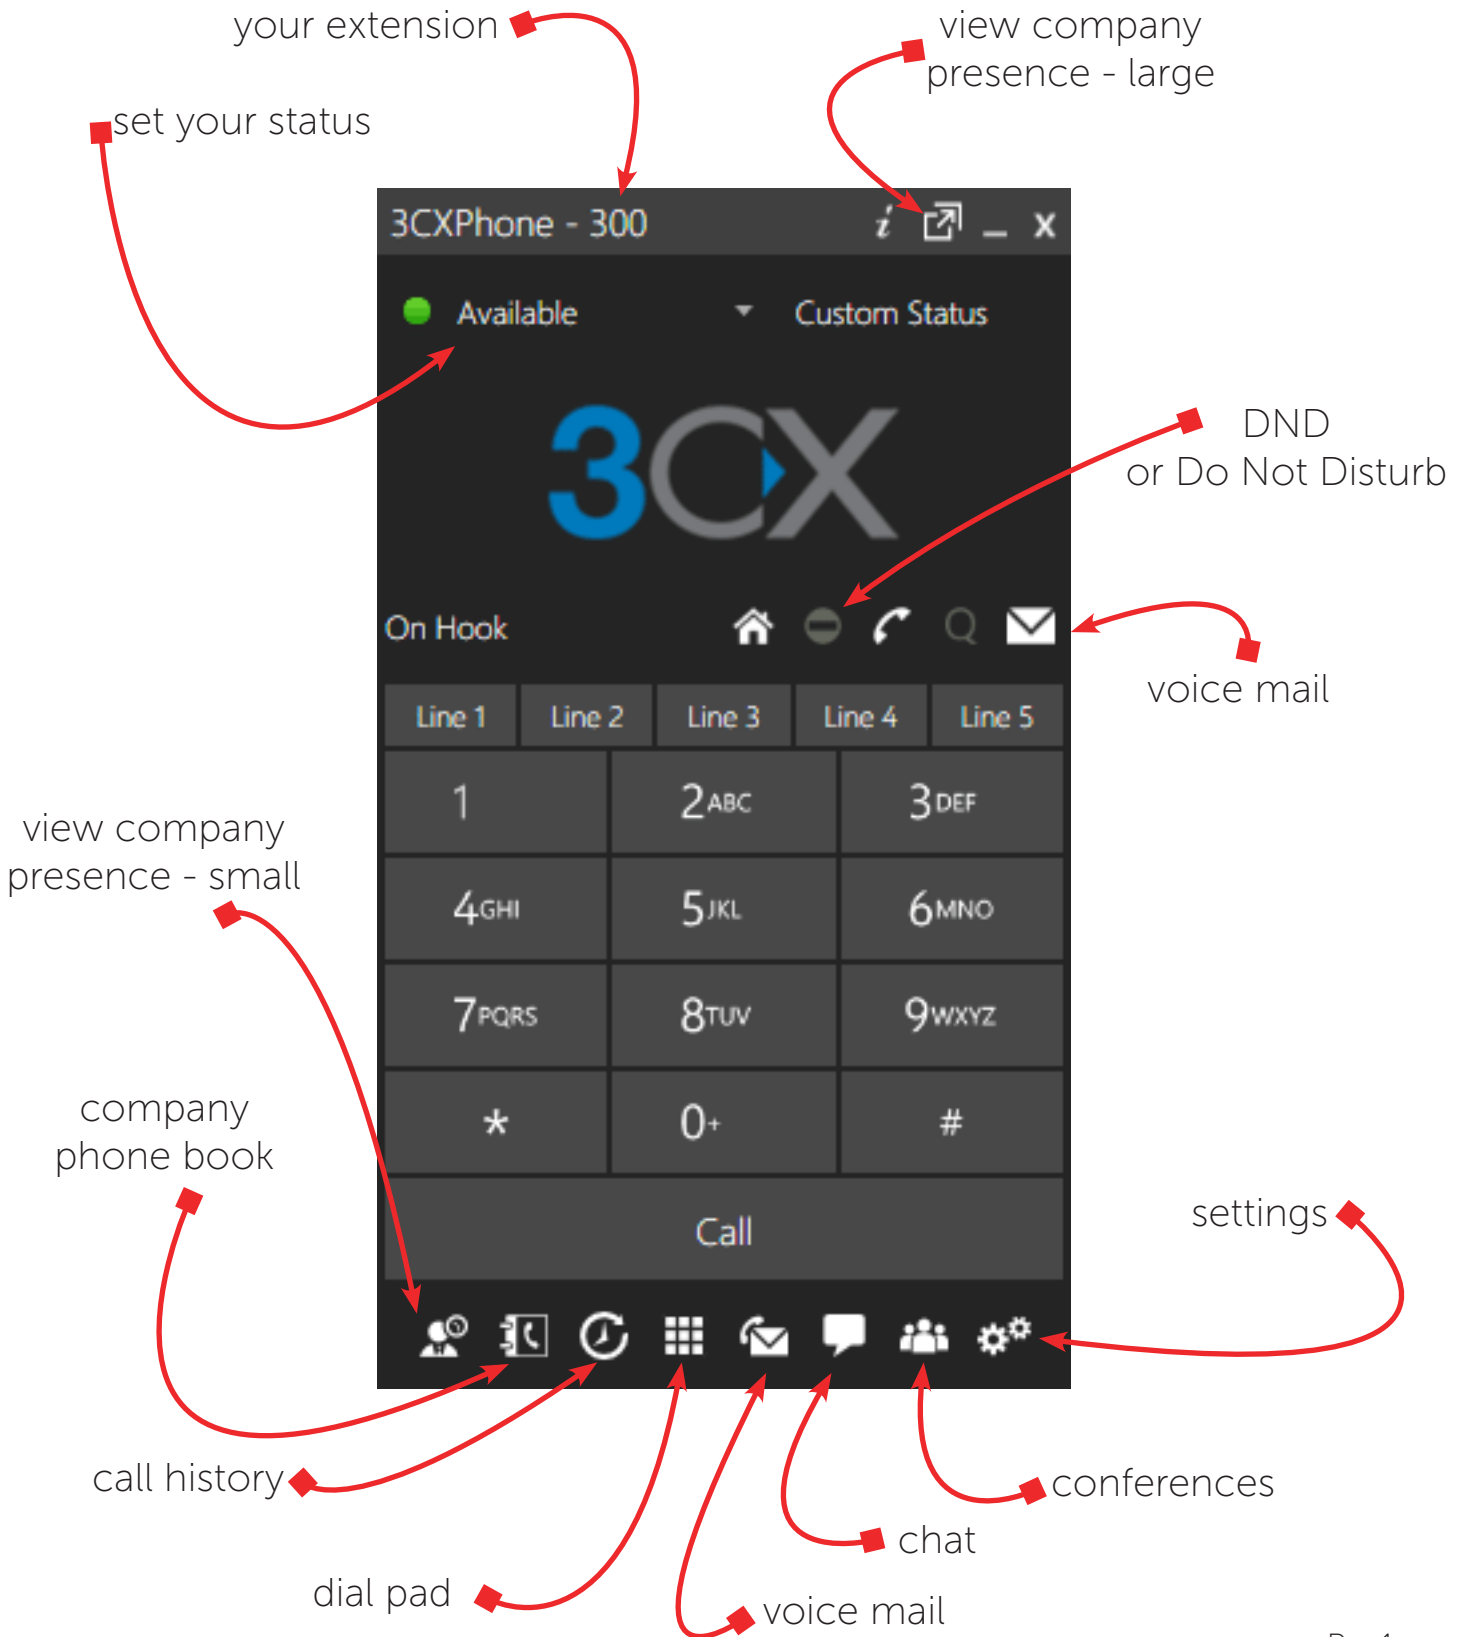 your extension
view company
presence - large
set your status
3CXPhone - 300
i
x
Available
Custom Status
3CX
DND
or Do Not Disturb
On Hook
Q
voice mail
Line 1 Line 2 Line 3 Line 4 Line 5
1 2ABC 3DEF
view company
presence - small
4GHI 5JKL 6MNO
7PQRS 8TUV 9WXYZ
company
phone book
* 0+ #
settings
Call
call history
conferences
chat
dial pad
voice mail